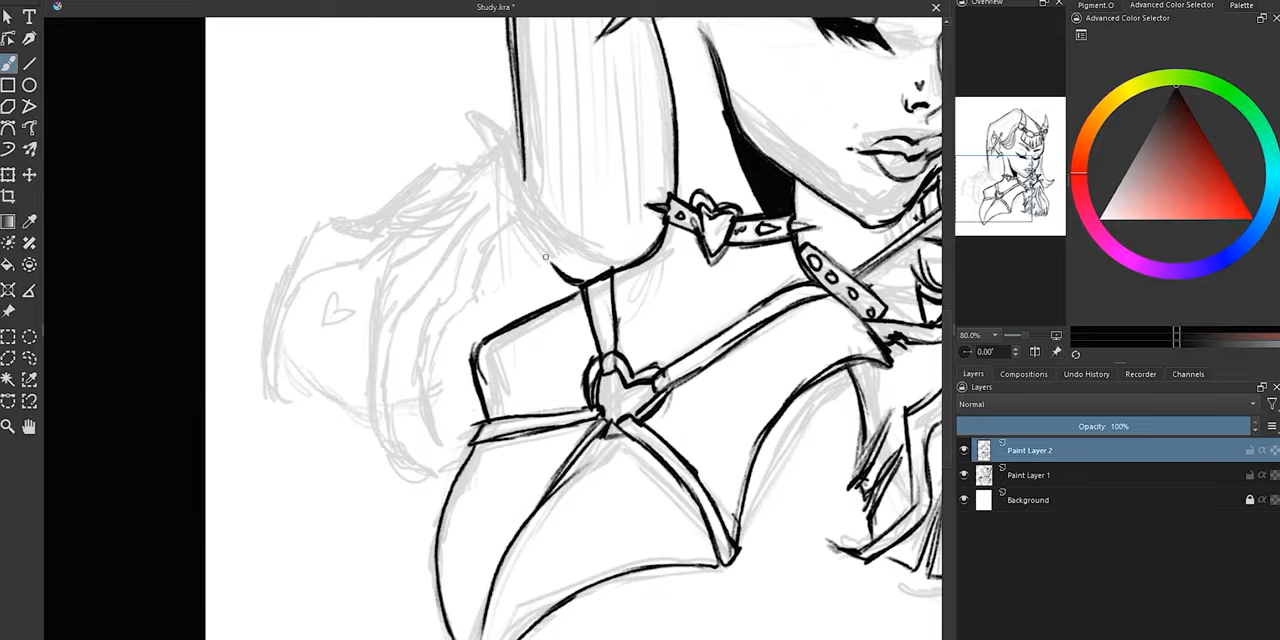 Study.kra *
Overview
Pigment.O
Advanced Color Selector
Palette
Advanced Color Selector
80.0%
0.00°
Layers
Compositions
Undo History
Recorder
Channels
Layers
Normal
Opacity: 100%
Paint Layer 2
Paint Layer 1
Background